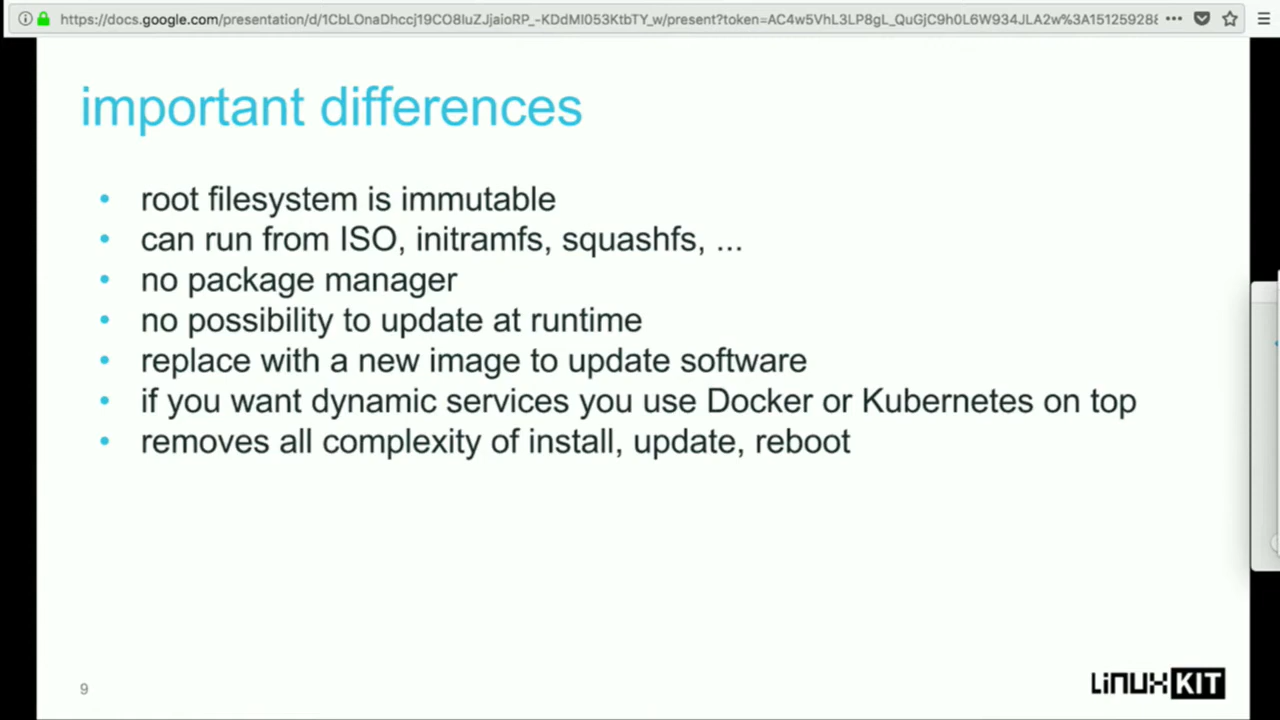 https://docs.google.com/presentation/d/1CbLOnaDhccj19CO8IuZJjaioRP_-KDdMI053KtbTY_w/present?token=AC4w5VhL3LP8gL_QuGjC9h0L6W934JLA2w%3A151259288
important differences
• root filesystem is immutable
• can run from ISO, initramfs, squashfs, ...
• no package manager
• no possibility to update at runtime
• replace with a new image to update software
• if you want dynamic services you use Docker or Kubernetes on top
• removes all complexity of install, update, reboot
9
LinuxKIT